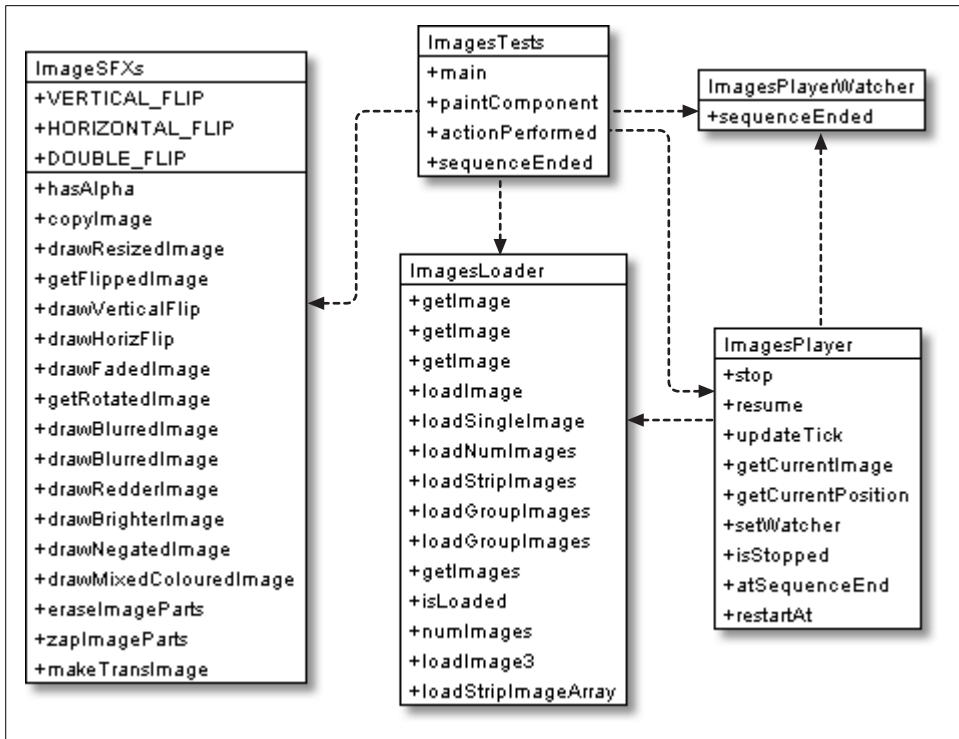 ImageSFXs
+VERTICAL_FLIP
+HORIZONTAL_FLIP
+DOUBLE_FLIP
+hasAlpha
+copyImage
+drawResizedImage
+getFlippedImage
+drawVerticalFlip
+drawHorizFlip
+drawFadedImage
+getRotatedImage
+drawBlurredImage
+drawBlurredImage
+drawRedderImage
+drawBrighterImage
+drawNegatedImage
+drawMixedColouredImage
+eraseImageParts
+zapImageParts
+makeTransImage
ImagesTests
+main
+paintComponent
+actionPerformed
+sequenceEnded
ImagesLoader
+getImage
+getImage
+getImage
+loadImage
+loadSingleImage
+loadNumImages
+loadStripImages
+loadGroupImages
+loadGroupImages
+getImages
+isLoaded
+numImages
+loadImage3
+loadStripImageArray
ImagesPlayerWatcher
+sequenceEnded
ImagesPlayer
+stop
+resume
+updateTick
+getCurrentImage
+getCurrentPosition
+setWatcher
+isStopped
+atSequenceEnd
+restartAt